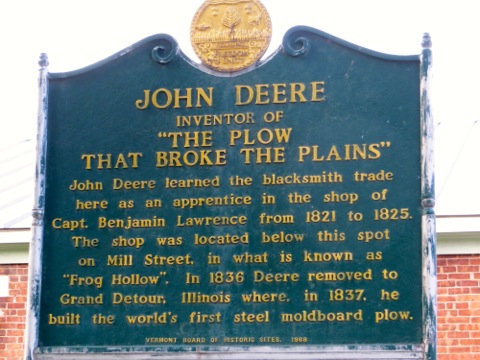 JOHN DEERE
INVENTOR OF
"THE PLOW
THAT BROKE THE PLAINS"
John Deere learned the blacksmith trade
here as an apprentice in the shop of
Capt. Benjamin Lawrence from 1821 to 1825.
The shop was located below this spot
on Mill Street, in what is known as
"Frog Hollow". In 1836 Deere removed to
Grand Detour, Illinois where, in 1837, he
built the world's first steel moldboard plow.
VERMONT BOARD OF HISTORIC SITES, 1968